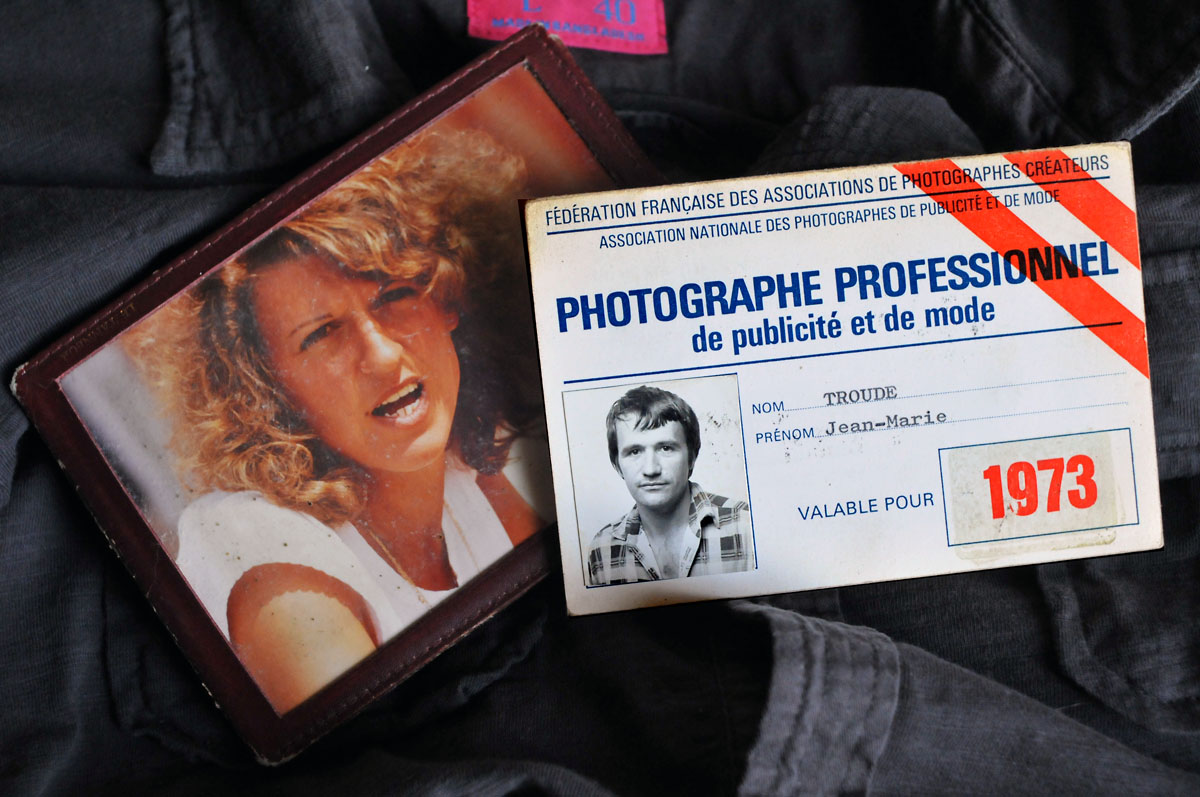 L 40
FÉDÉRATION FRANÇAISE DES ASSOCIATIONS DE PHOTOGRAPHES CRÉATEURS
ASSOCIATION NATIONALE DES PHOTOGRAPHES DE PUBLICITÉ ET DE MODE
PHOTOGRAPHE PROFESSIONNEL
de publicité et de mode
NOM TROUDE
PRÉNOM Jean-Marie
VALABLE POUR 1973